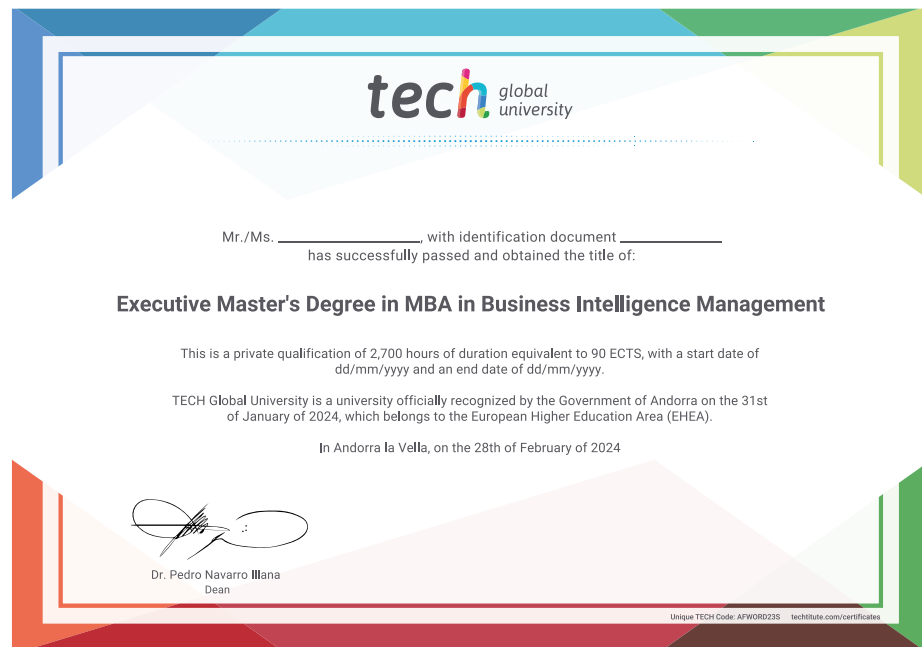 tech global
university
Mr./Ms. ____________________, with identification document ______________
has successfully passed and obtained the title of:
Executive Master's Degree in MBA in Business Intelligence Management
This is a private qualification of 2,700 hours of duration equivalent to 90 ECTS, with a start date of
dd/mm/yyyy and an end date of dd/mm/yyyy.
TECH Global University is a university officially recognized by the Government of Andorra on the 31st
of January of 2024, which belongs to the European Higher Education Area (EHEA).
In Andorra la Vella, on the 28th of February of 2024
Dr. Pedro Navarro Illana
Dean
Unique TECH Code: AFWORD23S techtitute.com/certificates